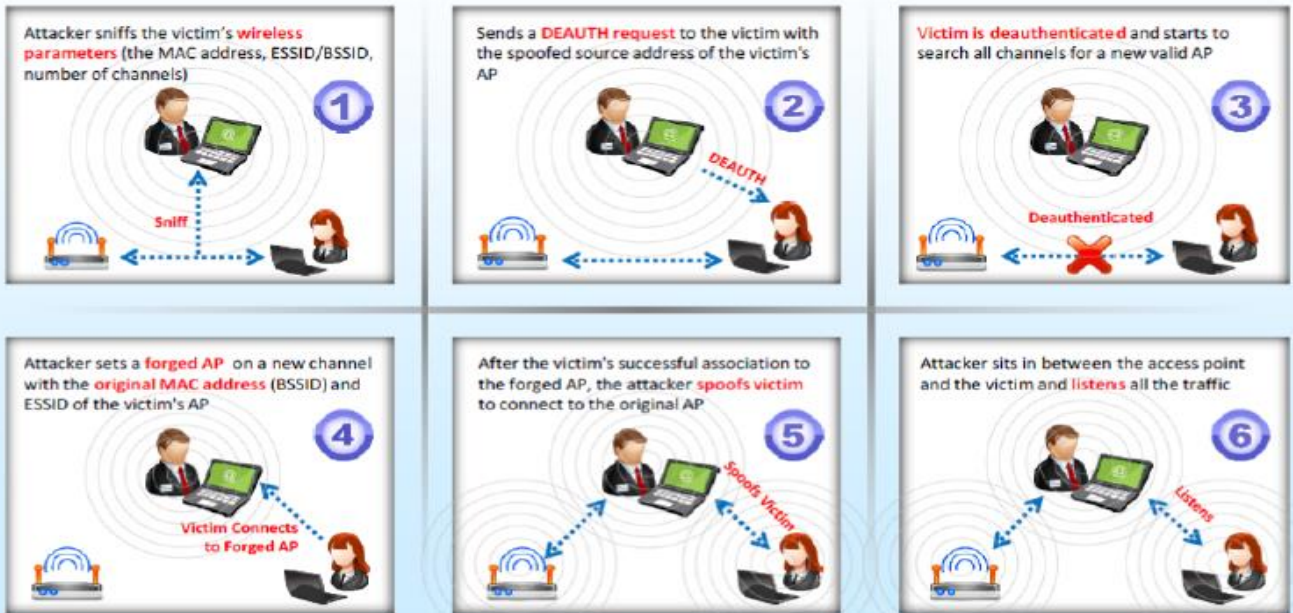 Attacker sniffs the victim's wireless
parameters (the MAC address, ESSID/BSSID,
number of channels)
1
Sniff
Sends a DEAUTH request to the victim with
the spoofed source address of the victim's
AP
2
DEAUTH
Victim is deauthenticated and starts to
search all channels for a new valid AP
3
Deauthenticated
Attacker sets a forged AP on a new channel
with the original MAC address (BSSID) and
ESSID of the victim's AP
4
Victim Connects
to Forged AP
After the victim's successful association to
the forged AP, the attacker spoofs victim
to connect to the original AP
5
Spoofs Victim
Attacker sits in between the access point
and the victim and listens all the traffic
6
Listens